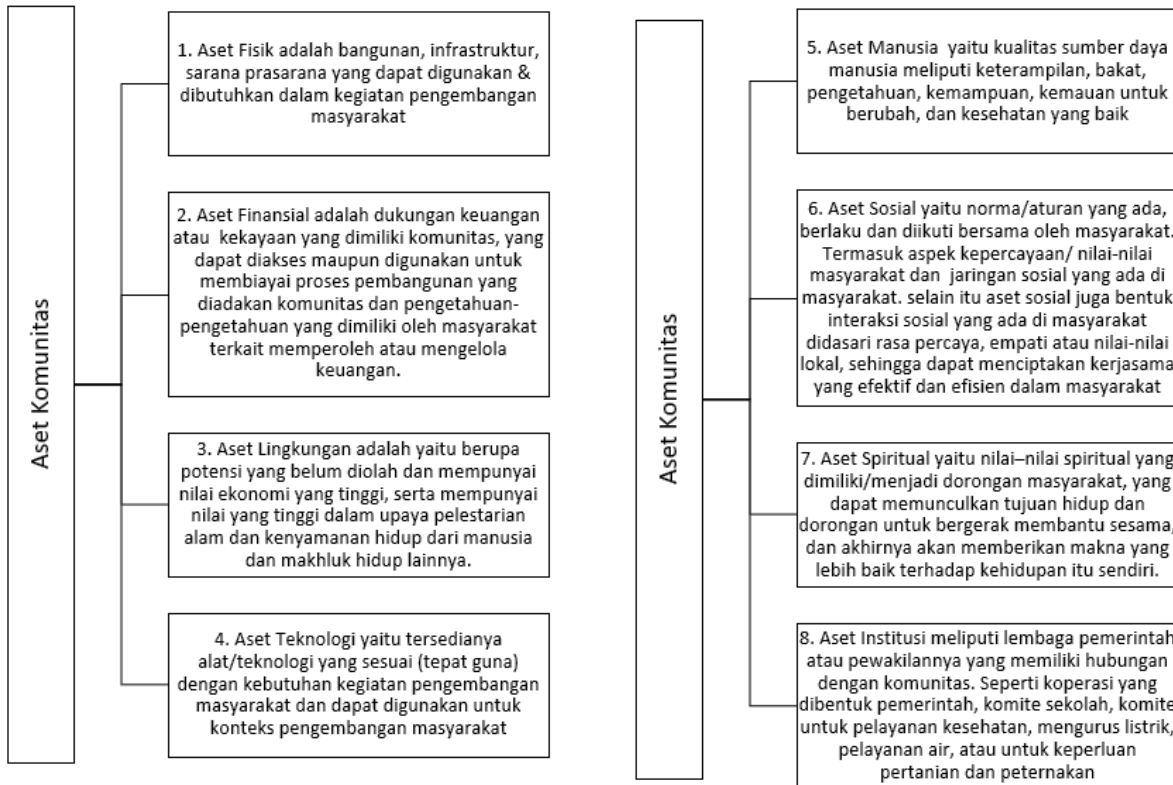 Aset Komunitas
1. Aset Fisik adalah bangunan, infrastruktur,
sarana prasarana yang dapat digunakan &
dibutuhkan dalam kegiatan pengembangan
masyarakat
2. Aset Finansial adalah dukungan keuangan
atau kekayaan yang dimiliki komunitas, yang
dapat diakses maupun digunakan untuk
membiayai proses pembangunan yang
diadakan komunitas dan pengetahuan-
pengetahuan yang dimiliki oleh masyarakat
terkait memperoleh atau mengelola
keuangan.
3. Aset Lingkungan adalah yaitu berupa
potensi yang belum diolah dan mempunyai
nilai ekonomi yang tinggi, serta mempunyai
nilai yang tinggi dalam upaya pelestarian
alam dan kenyamanan hidup dari manusia
dan makhluk hidup lainnya.
4. Aset Teknologi yaitu tersedianya
alat/teknologi yang sesuai (tepat guna)
dengan kebutuhan kegiatan pengembangan
masyarakat dan dapat digunakan untuk
konteks pengembangan masyarakat
Aset Komunitas
5. Aset Manusia yaitu kualitas sumber daya
manusia meliputi keterampilan, bakat,
pengetahuan, kemampuan, kemauan untuk
berubah, dan kesehatan yang baik
6. Aset Sosial yaitu norma/aturan yang ada,
berlaku dan diikuti bersama oleh masyarakat.
Termasuk aspek kepercayaan/ nilai-nilai
masyarakat dan jaringan sosial yang ada di
masyarakat. selain itu aset sosial juga bentuk
interaksi sosial yang ada di masyarakat
didasari rasa percaya, empati atau nilai-nilai
lokal, sehingga dapat menciptakan kerjasama
yang efektif dan efisien dalam masyarakat
7. Aset Spiritual yaitu nilai–nilai spiritual yang
dimiliki/menjadi dorongan masyarakat, yang
dapat memunculkan tujuan hidup dan
dorongan untuk bergerak membantu sesama,
dan akhirnya akan memberikan makna yang
lebih baik terhadap kehidupan itu sendiri.
8. Aset Institusi meliputi lembaga pemerintah
atau pewakilannya yang memiliki hubungan
dengan komunitas. Seperti koperasi yang
dibentuk pemerintah, komite sekolah, komite
untuk pelayanan kesehatan, mengurus listrik,
pelayanan air, atau untuk keperluan
pertanian dan peternakan